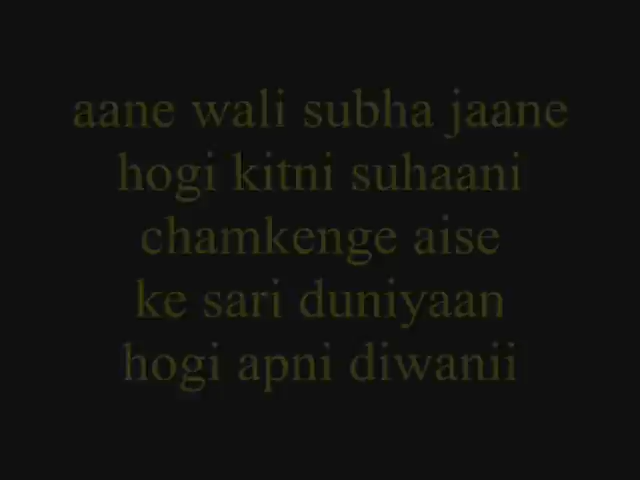 aane wali subha jaane
hogi kitni suhaani
chamkenge aise
ke sari duniyaan
hogi apni diwanii